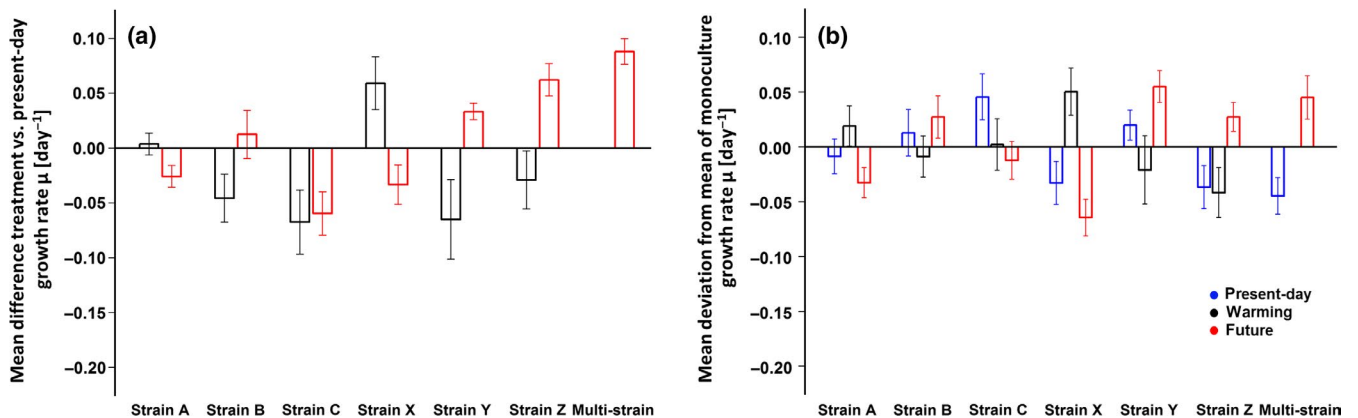 (a)
Mean difference treatment vs. present-day
growth rate µ [day⁻¹]
0.10
0.05
0.00
−0.05
−0.10
−0.15
−0.20
Strain A Strain B Strain C Strain X Strain Y Strain Z Multi-strain
(b)
Mean deviation from mean of monoculture
growth rate µ [day⁻¹]
0.10
0.05
0.00
−0.05
−0.10
−0.15
−0.20
Present-day
Warming
Future
Strain A Strain B Strain C Strain X Strain Y Strain Z Multi-strain